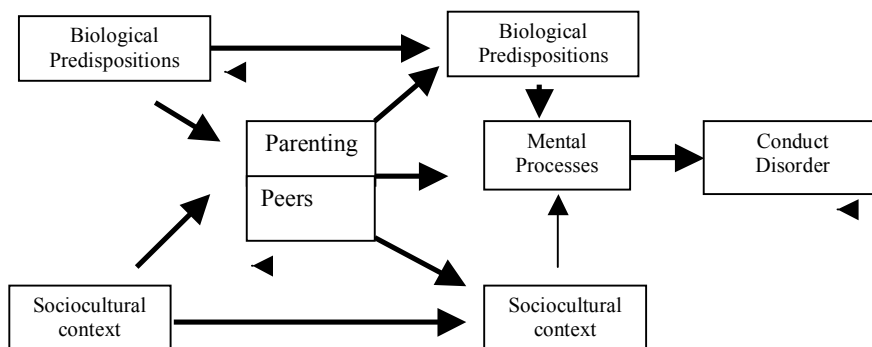 Biological
Predispositions
Biological
Predispositions
Parenting
Peers
Mental
Processes
Conduct
Disorder
Sociocultural
context
Sociocultural
context